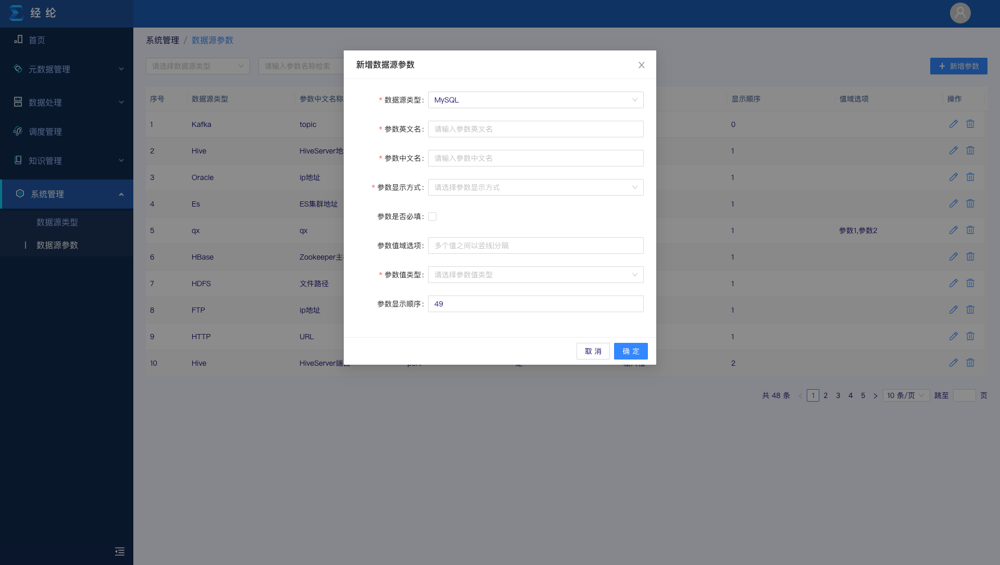 经 纶
首页
元数据管理
数据处理
调度管理
知识管理
系统管理
数据源类型
数据源参数
系统管理 / 数据源参数
请选择数据源类型
请输入参数名称检索
新增参数
序号 数据源类型 参数中文名称 显示顺序 值域选项 操作
1 Kafka topic 0
2 Hive HiveServer地 1
3 Oracle ip地址 1
4 Es ES集群地址 1
5 qx qx 1 参数1,参数2
6 HBase Zookeeper主 1
7 HDFS 文件路径 1
8 FTP ip地址 1
9 HTTP URL 1
10 Hive HiveServer端口 port 是 输入框 2
共 48 条 1 2 3 4 5 10 条/页 跳至 页
新增数据源参数
* 数据源类型: MySQL
* 参数英文名: 请输入参数英文名
* 参数中文名: 请输入参数中文名
* 参数显示方式: 请选择参数显示方式
参数是否必填:
参数值域选项: 多个值之间以竖线|分隔
* 参数值类型: 请选择参数值类型
参数显示顺序: 49
取 消 确 定